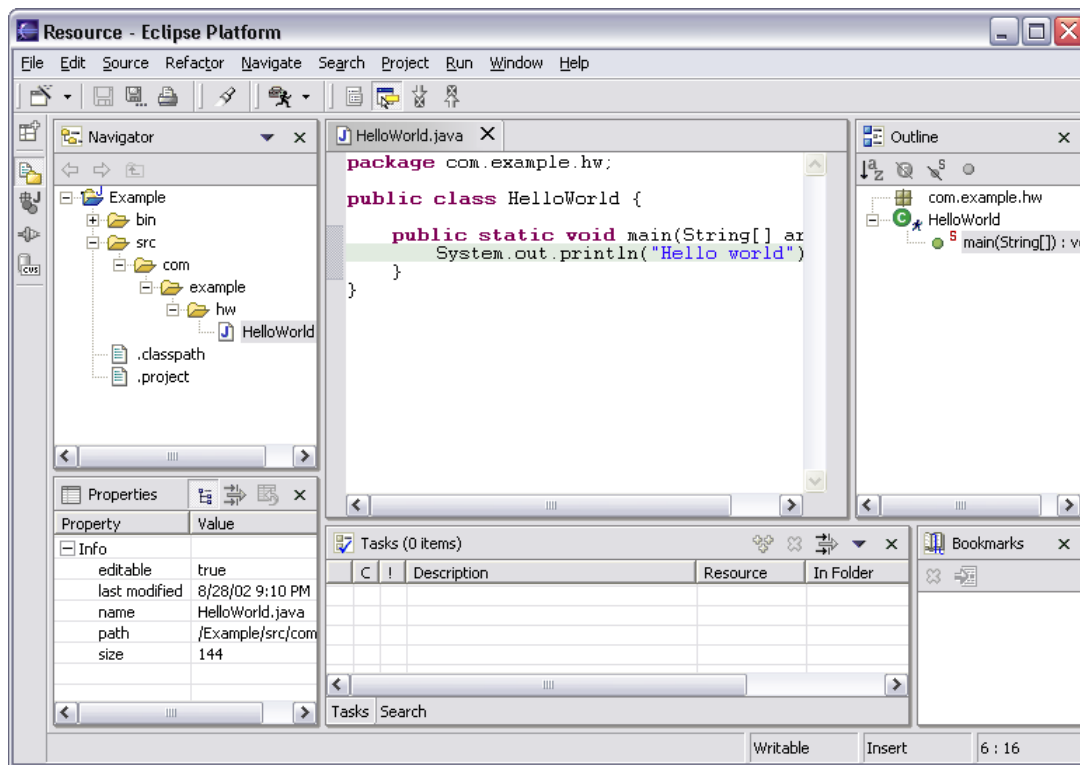 Resource - Eclipse Platform
File Edit Source Refactor Navigate Search Project Run Window Help
Navigator
Example
bin
src
com
example
hw
HelloWorld
.classpath
.project
HelloWorld.java
package com.example.hw;
public class HelloWorld {
public static void main(String[] ar
System.out.println("Hello world")
}
}
Outline
com.example.hw
HelloWorld
main(String[]) : v
Properties
Property Value
Info
editable true
last modified 8/28/02 9:10 PM
name HelloWorld.java
path /Example/src/com
size 144
Tasks (0 items)
C ! Description Resource In Folder
Tasks Search
Bookmarks
Writable Insert 6 : 16